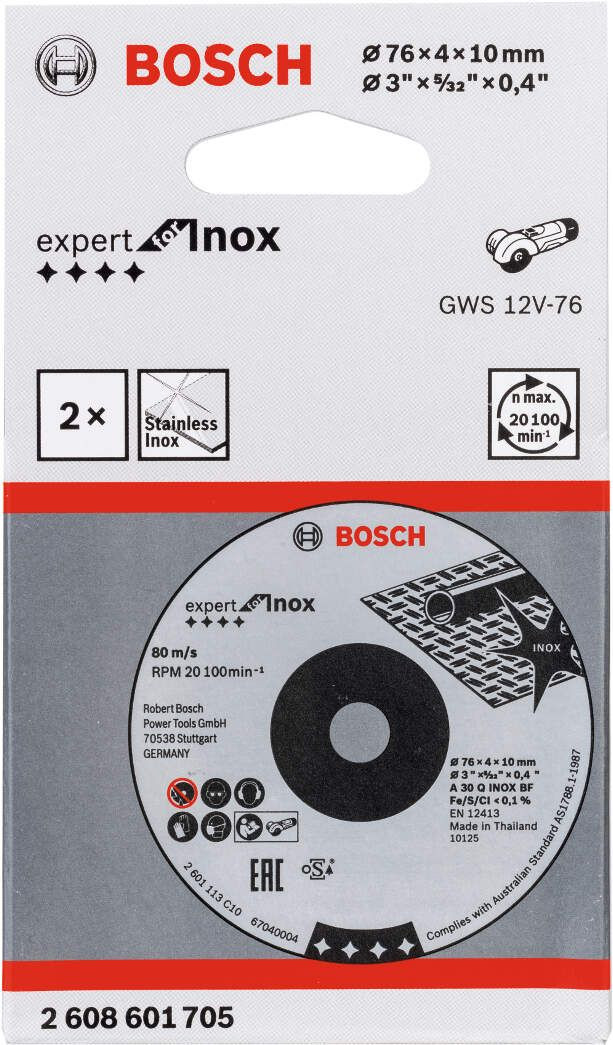 BOSCH
Ø 76×4×10 mm
Ø 3"×5/32"×0,4"
expert for Inox
GWS 12V-76
2×
Stainless
Inox
n max.
20 100
min-1
BOSCH
expert for Inox
INOX
80 m/s
RPM 20 100min-1
Robert Bosch
Power Tools GmbH
70538 Stuttgart
GERMANY
Ø 76×4×10 mm
Ø 3"×5/32"×0,4"
A 30 Q INOX BF
Fe/S/Cl < 0,1 %
EN 12413
Made in Thailand
10125
EAC
oSA
2 601 113 C10 67040004
Complies with Australian Standard AS1788.1-1987
2 608 601 705